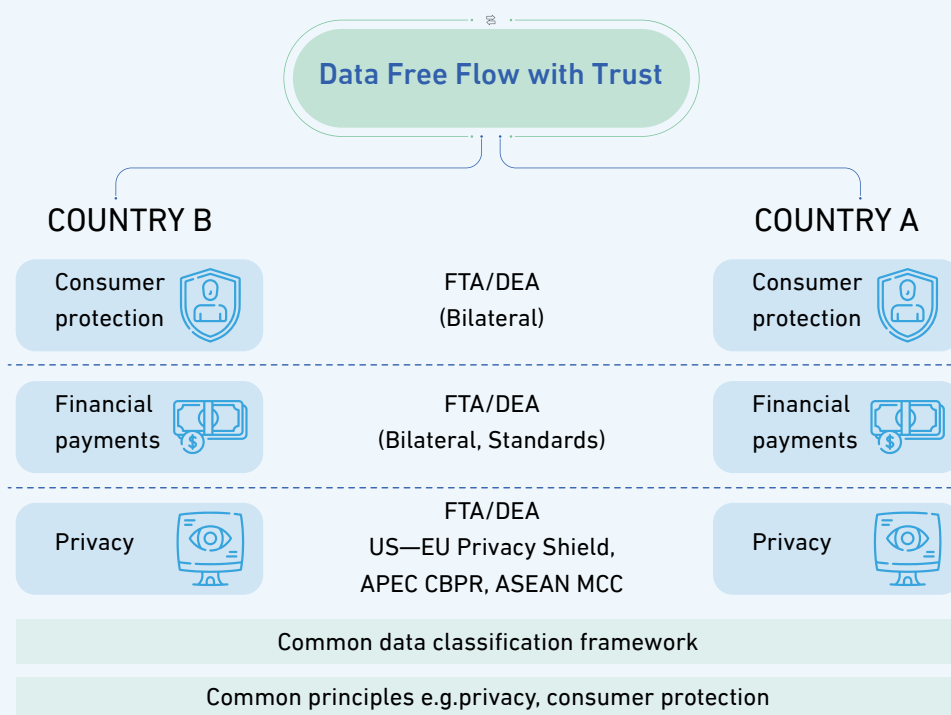 Data Free Flow with Trust
COUNTRY B
COUNTRY A
Consumer
protection
FTA/DEA
(Bilateral)
Consumer
protection
Financial
payments
FTA/DEA
(Bilateral, Standards)
Financial
payments
Privacy
FTA/DEA
US—EU Privacy Shield,
APEC CBPR, ASEAN MCC
Privacy
Common data classification framework
Common principles e.g.privacy, consumer protection